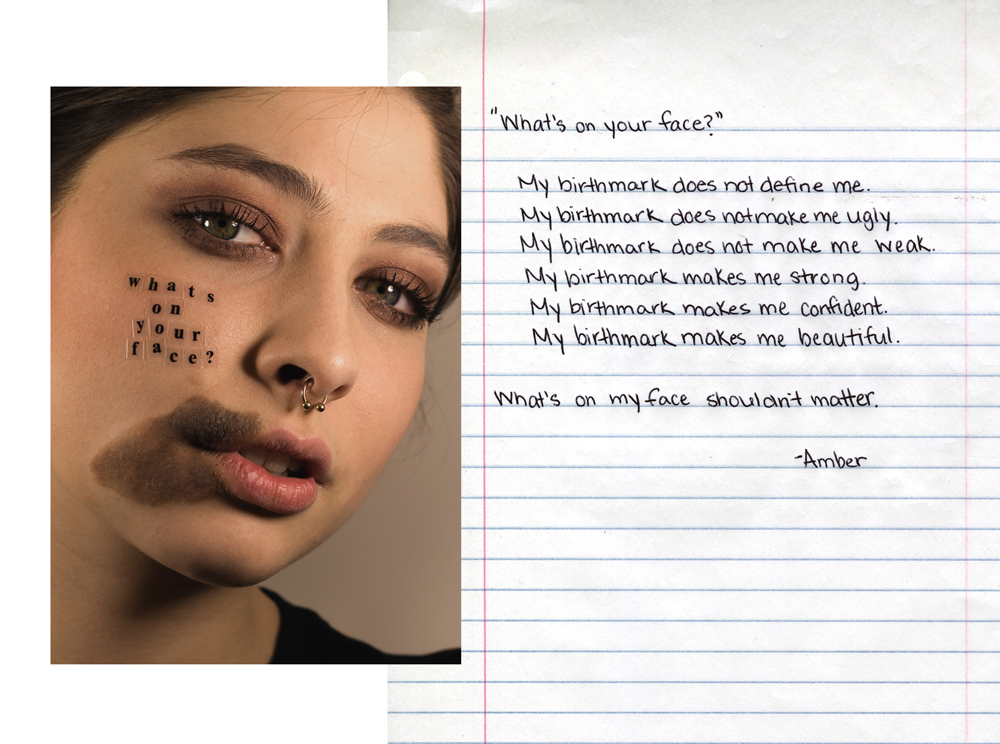 whats
on
your
face?
"What's on your face?"
My birthmark does not define me.
My birthmark does not make me ugly.
My birthmark does not make me weak.
My birthmark makes me strong.
My birthmark makes me confident.
My birthmark makes me beautiful.
What's on my face shouldn't matter.
-Amber